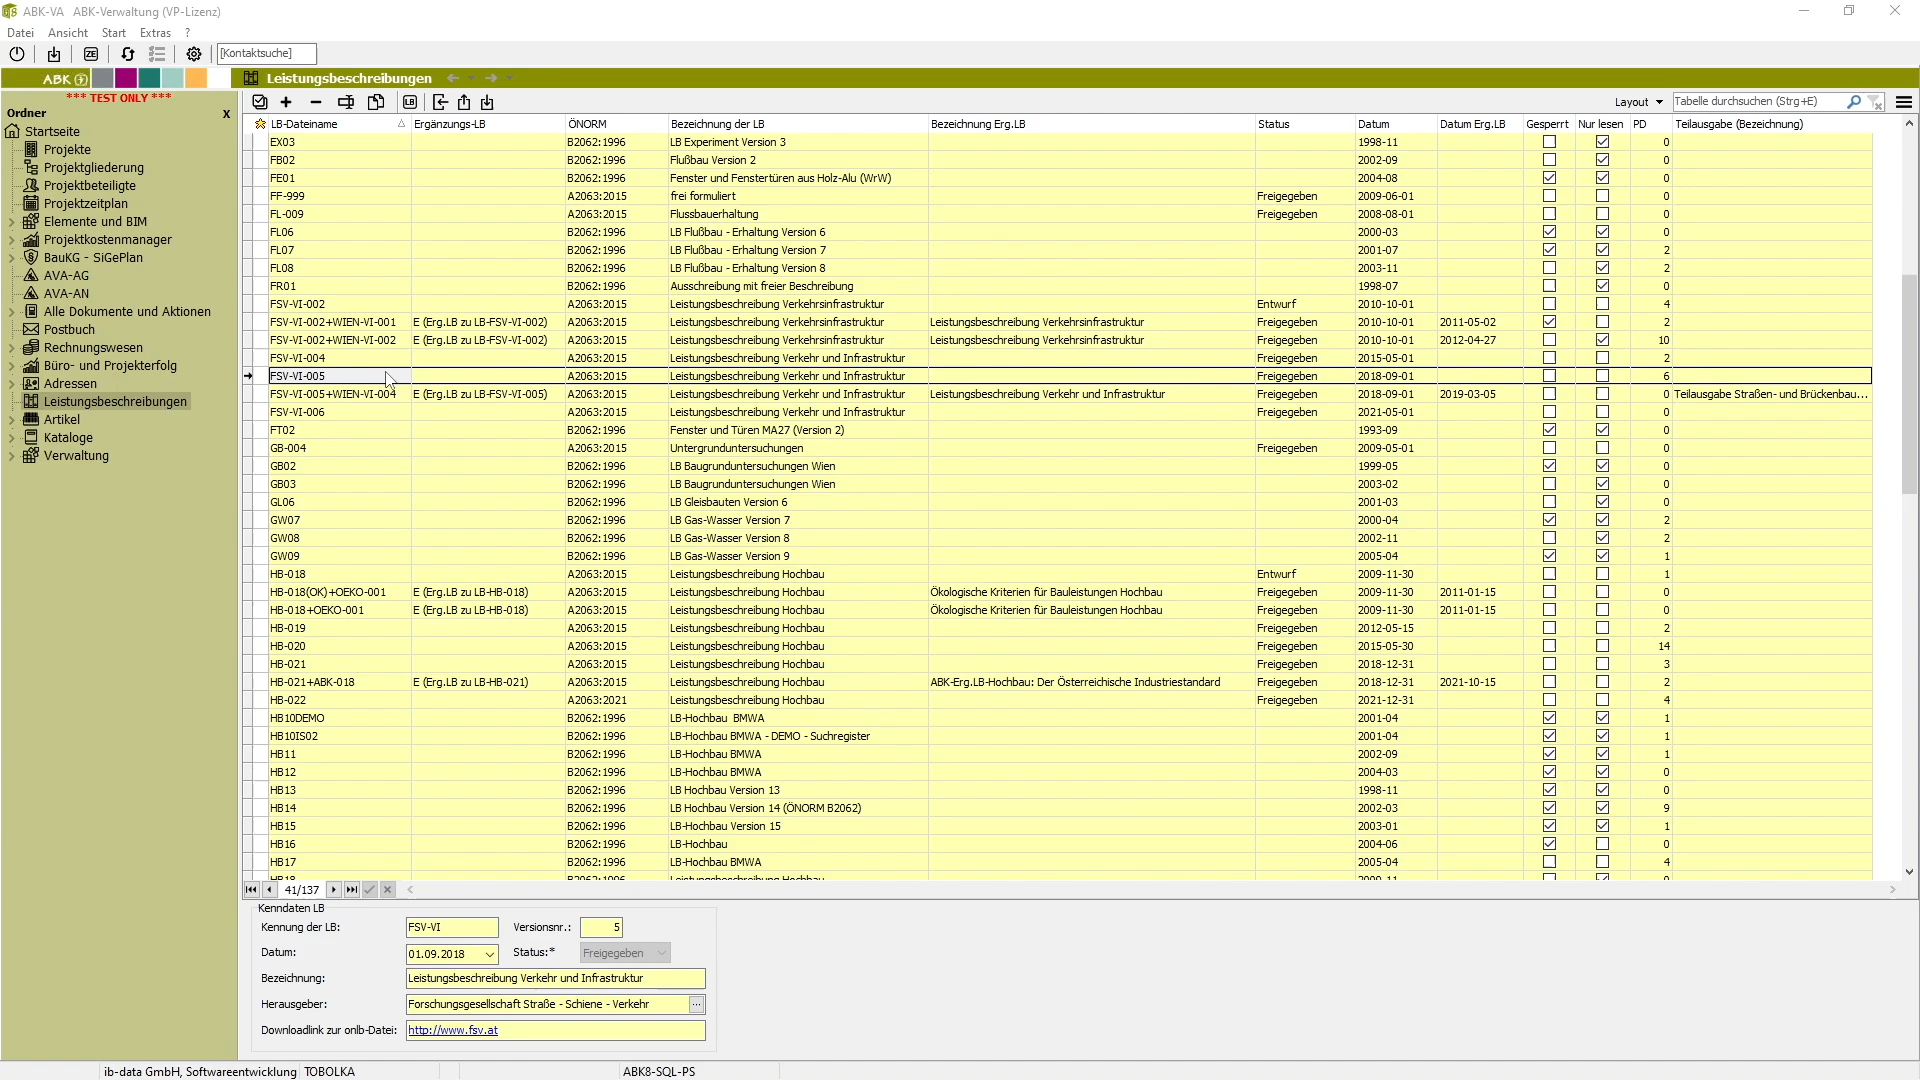 ABK-VA ABK-Verwaltung (VP-Lizenz)
Datei Ansicht Start Extras ?
ZE [Kontaktsuche]
ABK Leistungsbeschreibungen
*** TEST ONLY ***
LB Layout Tabelle durchsuchen (Strg+E)
Ordner X
Startseite
Projekte
Projektgliederung
Projektbeteiligte
Projektzeitplan
Elemente und BIM
Projektkostenmanager
BauKG - SiGePlan
AVA-AG
AVA-AN
Alle Dokumente und Aktionen
Postbuch
Rechnungswesen
Büro- und Projekterfolg
Adressen
Leistungsbeschreibungen
Artikel
Kataloge
Verwaltung
LB-Dateiname Ergänzungs-LB ÖNORM Bezeichnung der LB Bezeichnung Erg.LB Status Datum Datum Erg.LB Gesperrt Nur lesen PD Teilausgabe (Bezeichnung)
EX03 B2062:1996 LB Experiment Version 3 1998-11 0
FB02 B2062:1996 Flußbau Version 2 2002-09 0
FE01 B2062:1996 Fenster und Fenstertüren aus Holz-Alu (WrW) 2004-08 0
FF-999 A2063:2015 frei formuliert Freigegeben 2009-06-01 0
FL-009 A2063:2015 Flussbauerhaltung Freigegeben 2008-08-01 0
FL06 B2062:1996 LB Flußbau - Erhaltung Version 6 2000-03 0
FL07 B2062:1996 LB Flußbau - Erhaltung Version 7 2001-07 2
FL08 B2062:1996 LB Flußbau - Erhaltung Version 8 2003-11 2
FR01 B2062:1996 Ausschreibung mit freier Beschreibung 1998-07 0
FSV-VI-002 A2063:2015 Leistungsbeschreibung Verkehrsinfrastruktur Entwurf 2010-10-01 4
FSV-VI-002+WIEN-VI-001 E (Erg.LB zu LB-FSV-VI-002) A2063:2015 Leistungsbeschreibung Verkehrsinfrastruktur Leistungsbeschreibung Verkehrsinfrastruktur Freigegeben 2010-10-01 2011-05-02 2
FSV-VI-002+WIEN-VI-002 E (Erg.LB zu LB-FSV-VI-002) A2063:2015 Leistungsbeschreibung Verkehrsinfrastruktur Leistungsbeschreibung Verkehrsinfrastruktur Freigegeben 2010-10-01 2012-04-27 10
FSV-VI-004 A2063:2015 Leistungsbeschreibung Verkehr und Infrastruktur Freigegeben 2015-05-01 2
FSV-VI-005 A2063:2015 Leistungsbeschreibung Verkehr und Infrastruktur Freigegeben 2018-09-01 6
FSV-VI-005+WIEN-VI-004 E (Erg.LB zu LB-FSV-VI-005) A2063:2015 Leistungsbeschreibung Verkehr und Infrastruktur Leistungsbeschreibung Verkehr und Infrastruktur Freigegeben 2018-09-01 2019-03-05 0 Teilausgabe Straßen- und Brückenbau...
FSV-VI-006 A2063:2015 Leistungsbeschreibung Verkehr und Infrastruktur Freigegeben 2021-05-01 0
FT02 B2062:1996 Fenster und Türen MA27 (Version 2) 1993-09 0
GB-004 A2063:2015 Untergrunduntersuchungen Freigegeben 2009-05-01 0
GB02 B2062:1996 LB Baugrunduntersuchungen Wien 1999-05 0
GB03 B2062:1996 LB Baugrunduntersuchungen Wien 2003-02 0
GL06 B2062:1996 LB Gleisbauten Version 6 2001-03 0
GW07 B2062:1996 LB Gas-Wasser Version 7 2000-04 2
GW08 B2062:1996 LB Gas-Wasser Version 8 2002-11 2
GW09 B2062:1996 LB Gas-Wasser Version 9 2005-04 1
HB-018 A2063:2015 Leistungsbeschreibung Hochbau Entwurf 2009-11-30 1
HB-018(OK)+OEKO-001 E (Erg.LB zu LB-HB-018) A2063:2015 Leistungsbeschreibung Hochbau Ökologische Kriterien für Bauleistungen Hochbau Freigegeben 2009-11-30 2011-01-15 0
HB-018+OEKO-001 E (Erg.LB zu LB-HB-018) A2063:2015 Leistungsbeschreibung Hochbau Ökologische Kriterien für Bauleistungen Hochbau Freigegeben 2009-11-30 2011-01-15 0
HB-019 A2063:2015 Leistungsbeschreibung Hochbau Freigegeben 2012-05-15 2
HB-020 A2063:2015 Leistungsbeschreibung Hochbau Freigegeben 2015-05-30 14
HB-021 A2063:2015 Leistungsbeschreibung Hochbau Freigegeben 2018-12-31 3
HB-021+ABK-018 E (Erg.LB zu LB-HB-021) A2063:2015 Leistungsbeschreibung Hochbau ABK-Erg.LB-Hochbau: Der Österreichische Industriestandard Freigegeben 2018-12-31 2021-10-15 2
HB-022 A2063:2021 Leistungsbeschreibung Hochbau Freigegeben 2021-12-31 4
HB10DEMO B2062:1996 LB-Hochbau BMWA 2001-04 1
HB10IS02 B2062:1996 LB-Hochbau BMWA - DEMO - Suchregister 2001-04 1
HB11 B2062:1996 LB-Hochbau BMWA 2002-09 1
HB12 B2062:1996 LB-Hochbau BMWA 2004-03 0
HB13 B2062:1996 LB Hochbau Version 13 1998-11 0
HB14 B2062:1996 LB Hochbau Version 14 (ÖNORM B2062) 2002-03 9
HB15 B2062:1996 LB-Hochbau Version 15 2003-01 1
HB16 B2062:1996 LB-Hochbau 2004-06 0
HB17 B2062:1996 LB-Hochbau BMWA 2005-04 4
41/137
Kenndaten LB
Kennung der LB: FSV-VI Versionsnr.: 5
Datum: 01.09.2018 Status:* Freigegeben
Bezeichnung: Leistungsbeschreibung Verkehr und Infrastruktur
Herausgeber: Forschungsgesellschaft Straße - Schiene - Verkehr ...
Downloadlink zur onlb-Datei: http://www.fsv.at
ib-data GmbH, Softwareentwicklung TOBOLKA ABK8-SQL-PS